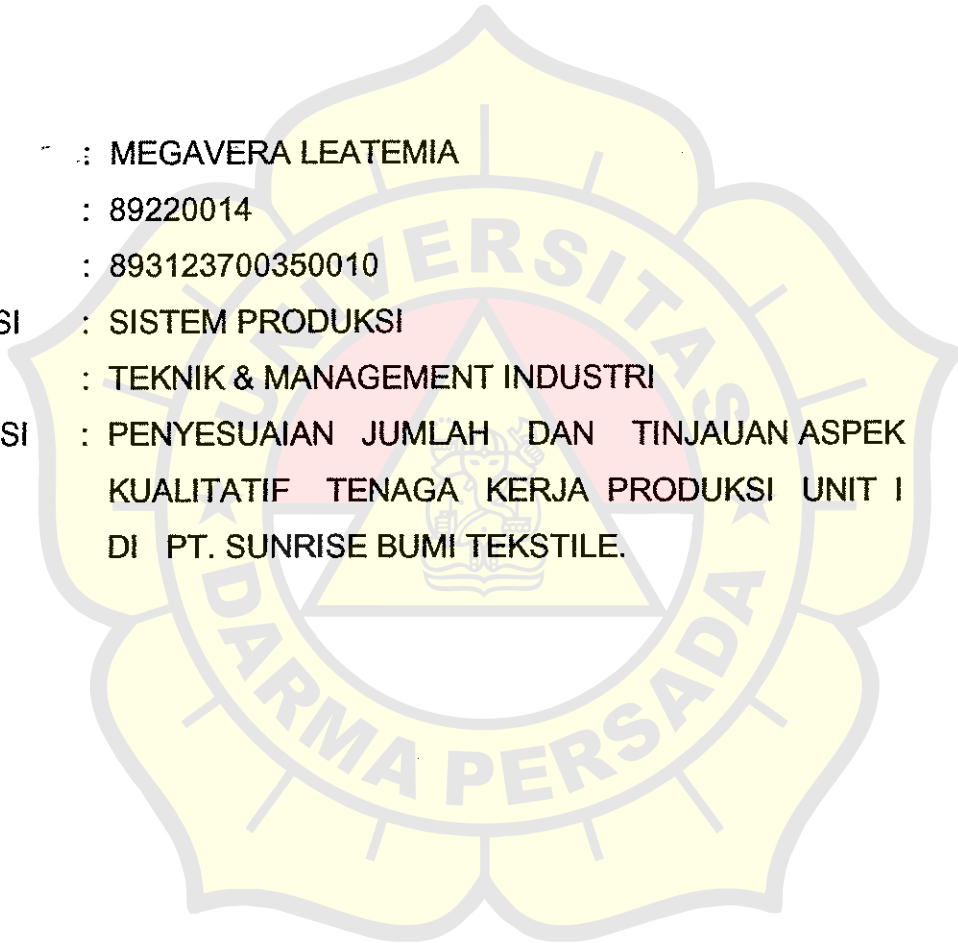 : MEGAVERA LEATEMIA
: 89220014
: 893123700350010
SI : SISTEM PRODUKSI
: TEKNIK & MANAGEMENT INDUSTRI
SI : PENYESUAIAN JUMLAH DAN TINJAUAN ASPEK
KUALITATIF TENAGA KERJA PRODUKSI UNIT I
DI PT. SUNRISE BUMI TEKSTILE.
UNIVERSITAS
DARMA PERSADA